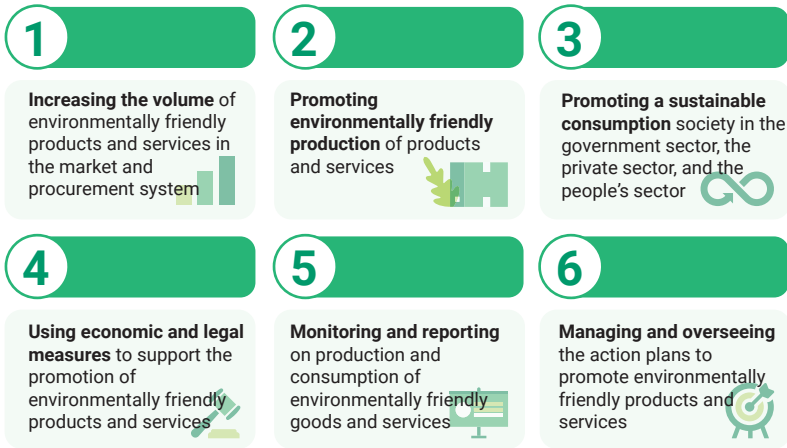 1
Increasing the volume of
environmentally friendly
products and services in
the market and
procurement system
2
Promoting
environmentally friendly
production of products
and services
3
Promoting a sustainable
consumption society in the
government sector, the
private sector, and the
people's sector
4
Using economic and legal
measures to support the
promotion of
environmentally friendly
products and services
5
Monitoring and reporting
on production and
consumption of
environmentally friendly
goods and services
6
Managing and overseeing
the action plans to
promote environmentally
friendly products and
services